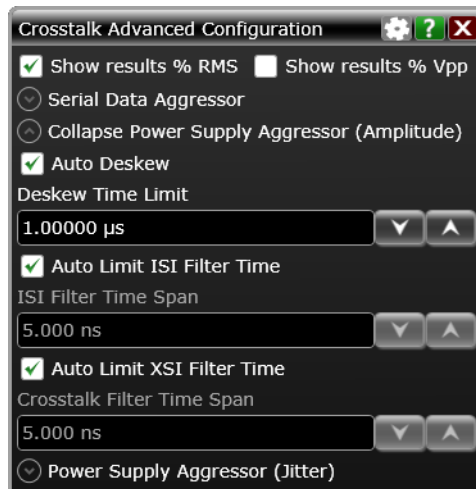 Crosstalk Advanced Configuration ?  X
Show results % RMS Show results % Vpp
Serial Data Aggressor
Collapse Power Supply Aggressor (Amplitude)
Auto Deskew
Deskew Time Limit
1.00000 µs
Auto Limit ISI Filter Time
ISI Filter Time Span
5.000 ns
Auto Limit XSI Filter Time
Crosstalk Filter Time Span
5.000 ns
Power Supply Aggressor (Jitter)